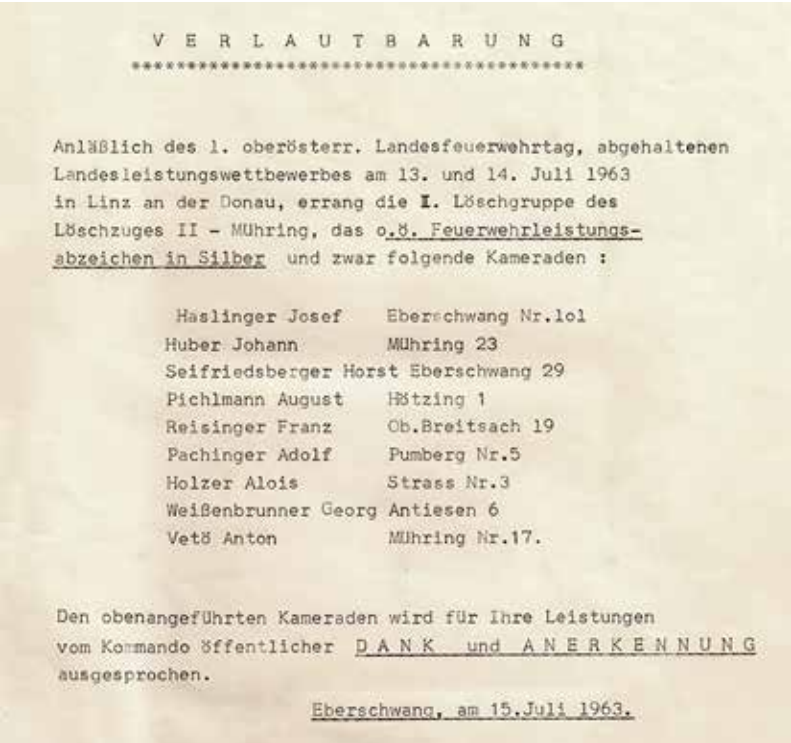 V E R L A U T B A R U N G
*****************************************
Anläßlich des 1. oberösterr. Landesfeuerwehrtag, abgehaltenen
Landesleistungswettbewerbes am 13. und 14. Juli 1963
in Linz an der Donau, errang die I. Löschgruppe des
Löschzuges II - Mühring, das o.ö. Feuerwehrleistungs-
abzeichen in Silber und zwar folgende Kameraden :
Haslinger Josef Eberschwang Nr.lol
Huber Johann Mühring 23
Seifriedsberger Horst Eberschwang 29
Pichlmann August Hötzing 1
Reisinger Franz Ob.Breitsach 19
Pachinger Adolf Pumberg Nr.5
Holzer Alois Strass Nr.3
Weißenbrunner Georg Antiesen 6
Vetö Anton Mühring Nr.17.
Den obenangeführten Kameraden wird für Ihre Leistungen
vom Kommando öffentlicher D A N K und A N E R K E N N U N G
ausgesprochen.
Eberschwang, am 15.Juli 1963.